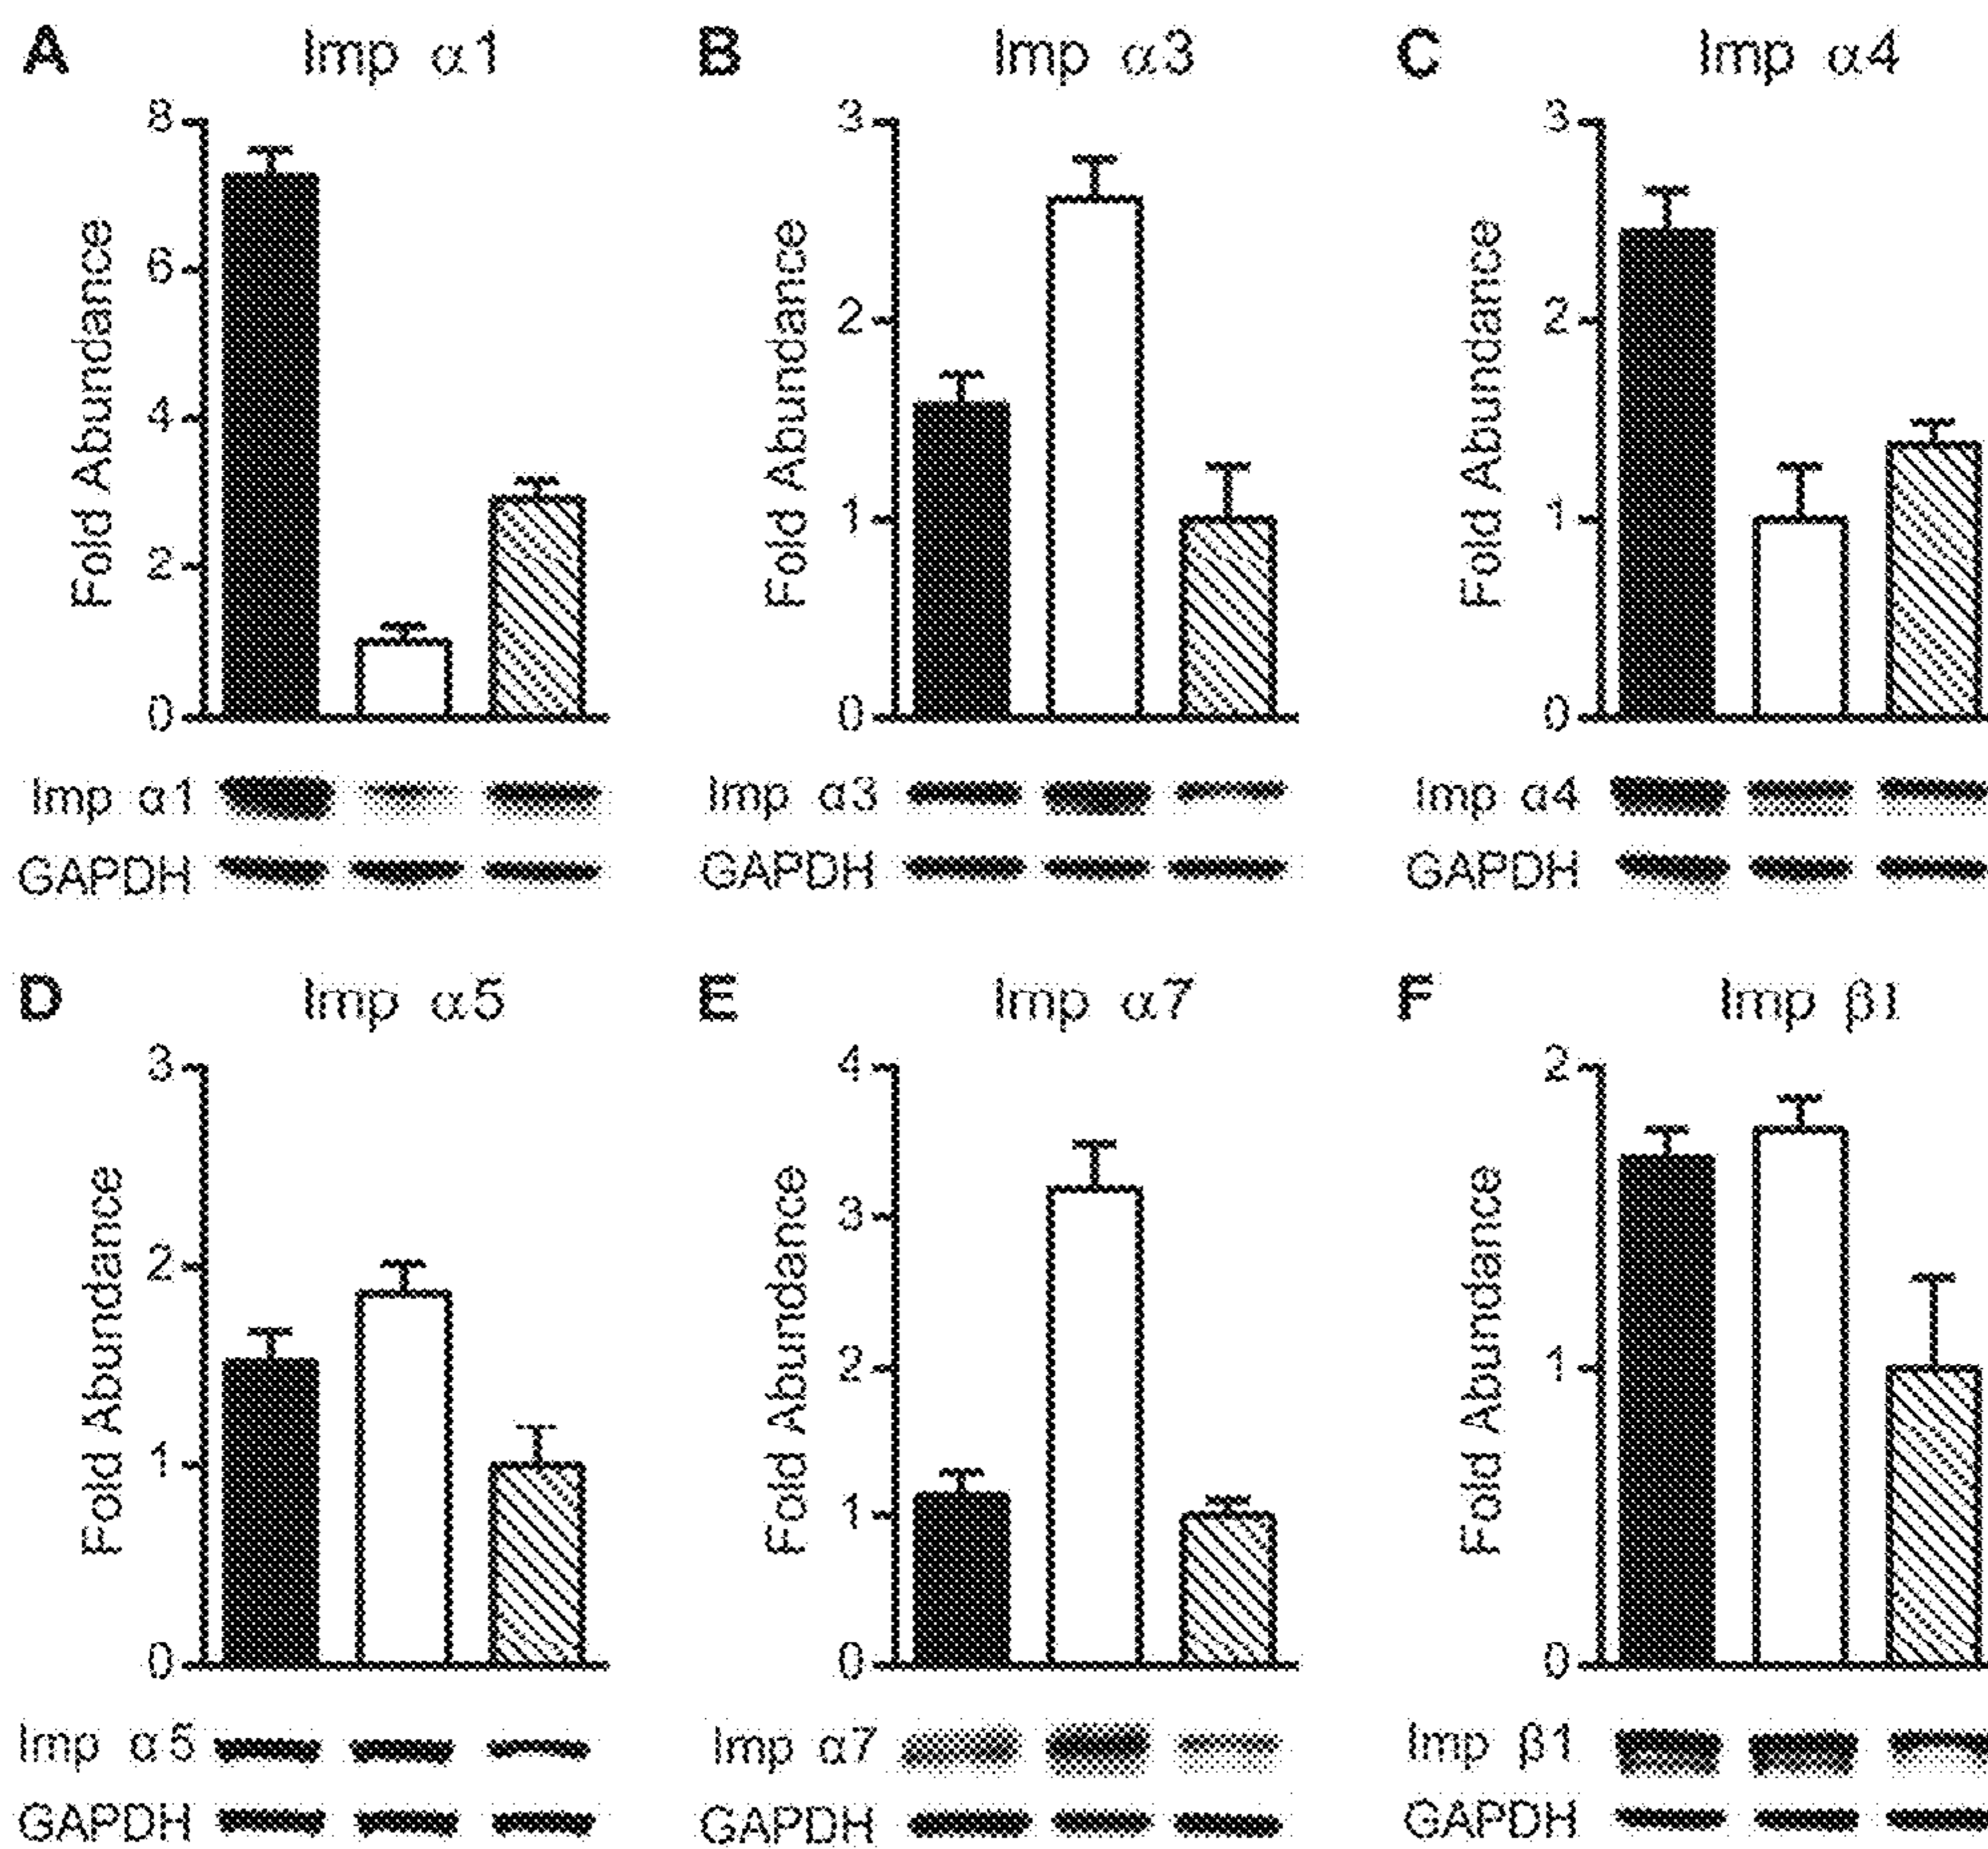 A Imp α1
8
6
4
2
0
Fold Abundance
Imp α1
GAPDH
B Imp α3
3
2
1
0
Fold Abundance
Imp α3
GAPDH
C Imp α4
3
2
1
0
Fold Abundance
Imp α4
GAPDH
D Imp α5
3
2
1
0
Fold Abundance
Imp α5
GAPDH
E Imp α7
4
3
2
1
0
Fold Abundance
Imp α7
GAPDH
F Imp β1
2
1
0
Fold Abundance
Imp β1
GAPDH